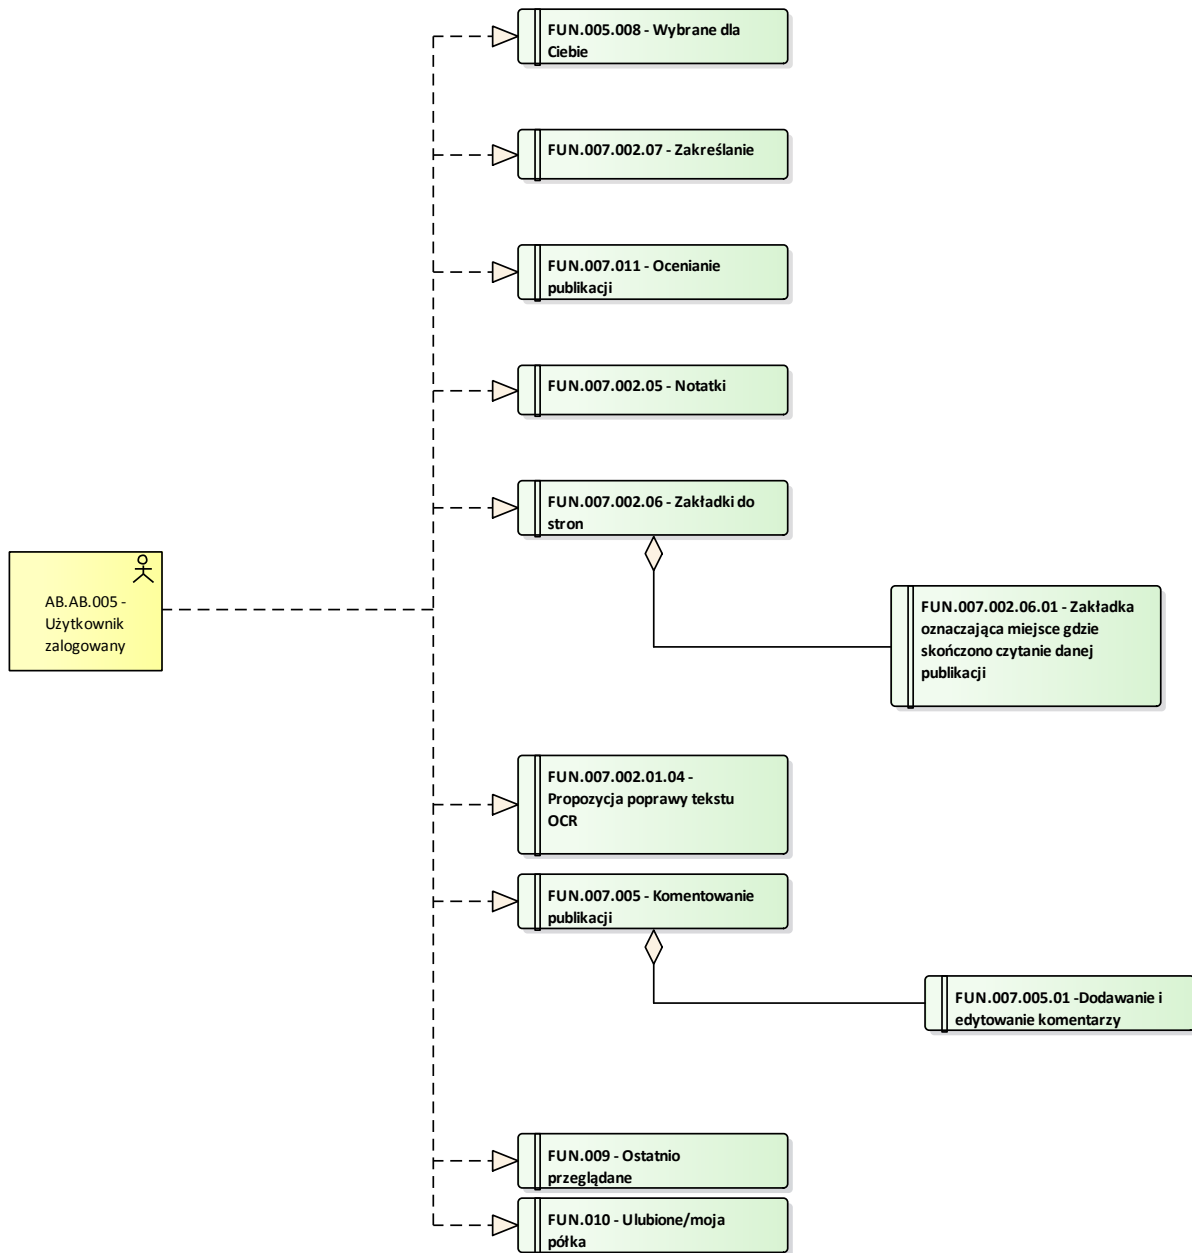 FUN.005.008 - Wybrane dla
Ciebie
FUN.007.002.07 - Zakreślanie
FUN.007.011 - Ocenianie
publikacji
FUN.007.002.05 - Notatki
FUN.007.002.06 - Zakładki do
stron
AB.AB.005 -
Użytkownik
zalogowany
FUN.007.002.06.01 - Zakładka
oznaczająca miejsce gdzie
skończono czytanie danej
publikacji
FUN.007.002.01.04 -
Propozycja poprawy tekstu
OCR
FUN.007.005 - Komentowanie
publikacji
FUN.007.005.01 -Dodawanie i
edytowanie komentarzy
FUN.009 - Ostatnio
przeglądane
FUN.010 - Ulubione/moja
półka